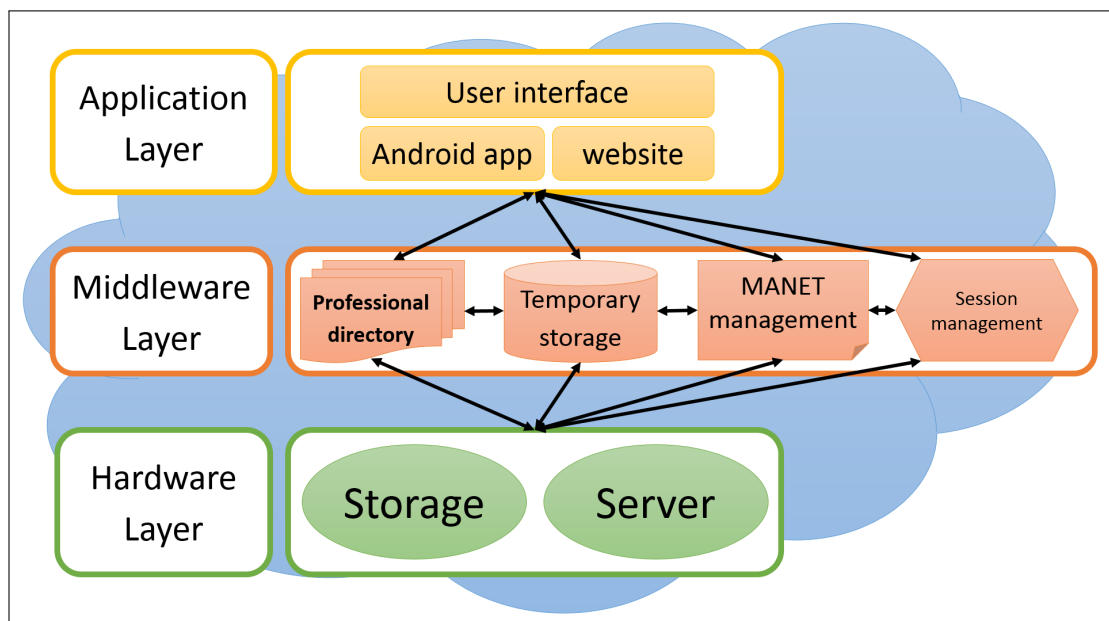 Application
Layer
User interface
Android app
website
Middleware
Layer
Professional
directory
Temporary
storage
MANET
management
Session
management
Hardware
Layer
Storage
Server